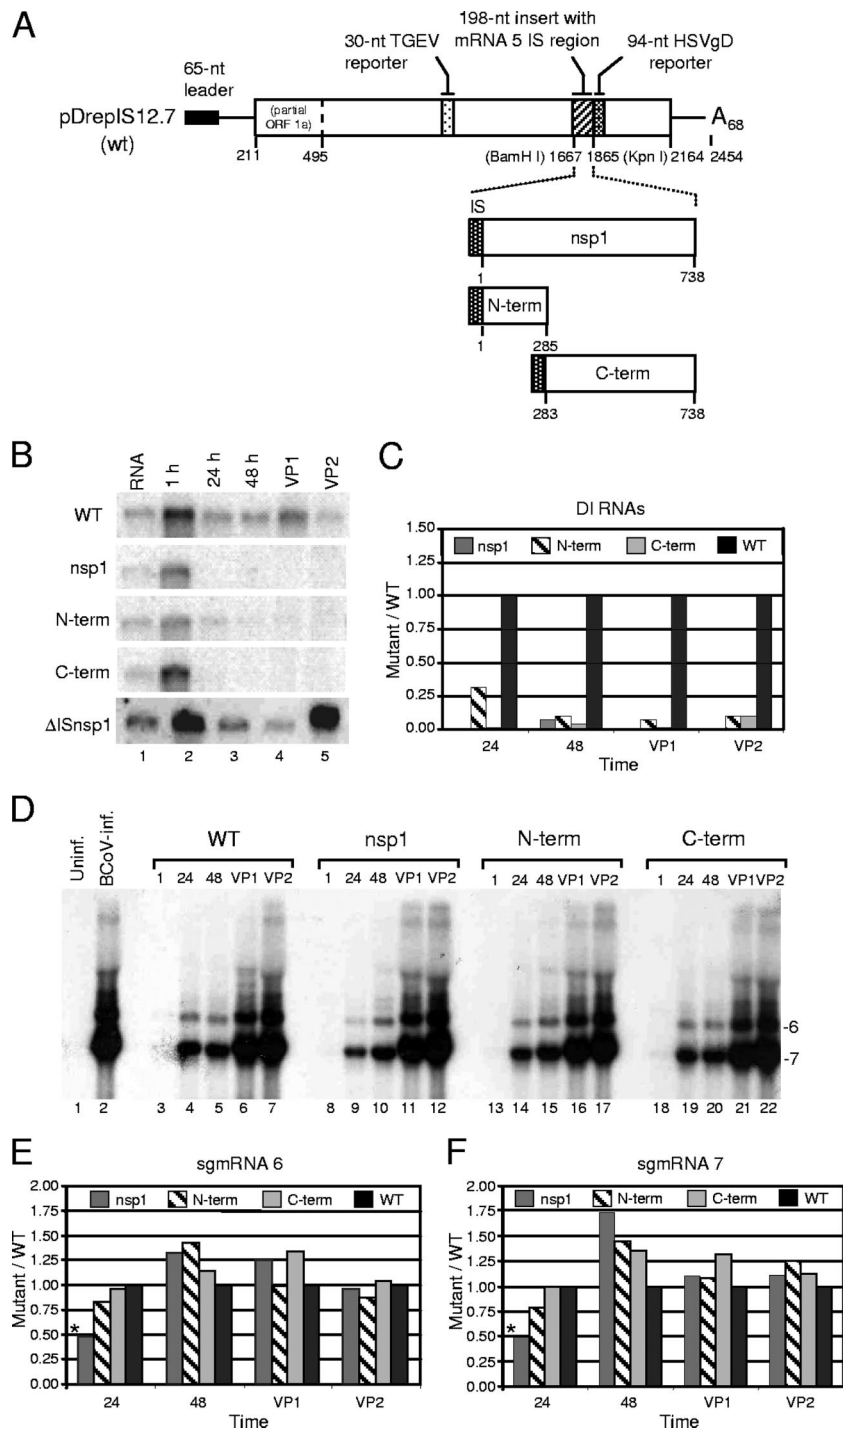 A
198-nt insert with
30-nt TGEV mRNA 5 IS region 94-nt HSVgD
reporter reporter
65-nt
leader
pDrepIS12.7
(wt)
(partial
ORF 1a)
A68
211 495 (BamH I) 1667 1865 (Kpn I) 2164 2454
IS
nsp1
1 738
N-term
1 285
C-term
283 738
B
RNA 1 h 24 h 48 h VP1 VP2
WT
nsp1
N-term
C-term
ΔISnsp1
1 2 3 4 5
C
DI RNAs
1.50
nsp1 N-term C-term WT
1.25
1.00
0.75
0.50
0.25
0.00
Mutant / WT
24 48 VP1 VP2
Time
D
Uninf. BCoV-inf.
WT nsp1 N-term C-term
1 24 48 VP1 VP2 1 24 48 VP1 VP2 1 24 48 VP1 VP2 1 24 48 VP1 VP2
-6
-7
1 2 3 4 5 6 7 8 9 10 11 12 13 14 15 16 17 18 19 20 21 22
E
sgmRNA 6
2.00
nsp1 N-term C-term WT
1.75
1.50
1.25
1.00
0.75
0.50
0.25
0.00
Mutant / WT
*
24 48 VP1 VP2
Time
F
sgmRNA 7
2.00
nsp1 N-term C-term WT
1.75
1.50
1.25
1.00
0.75
0.50
0.25
0.00
Mutant / WT
*
24 48 VP1 VP2
Time